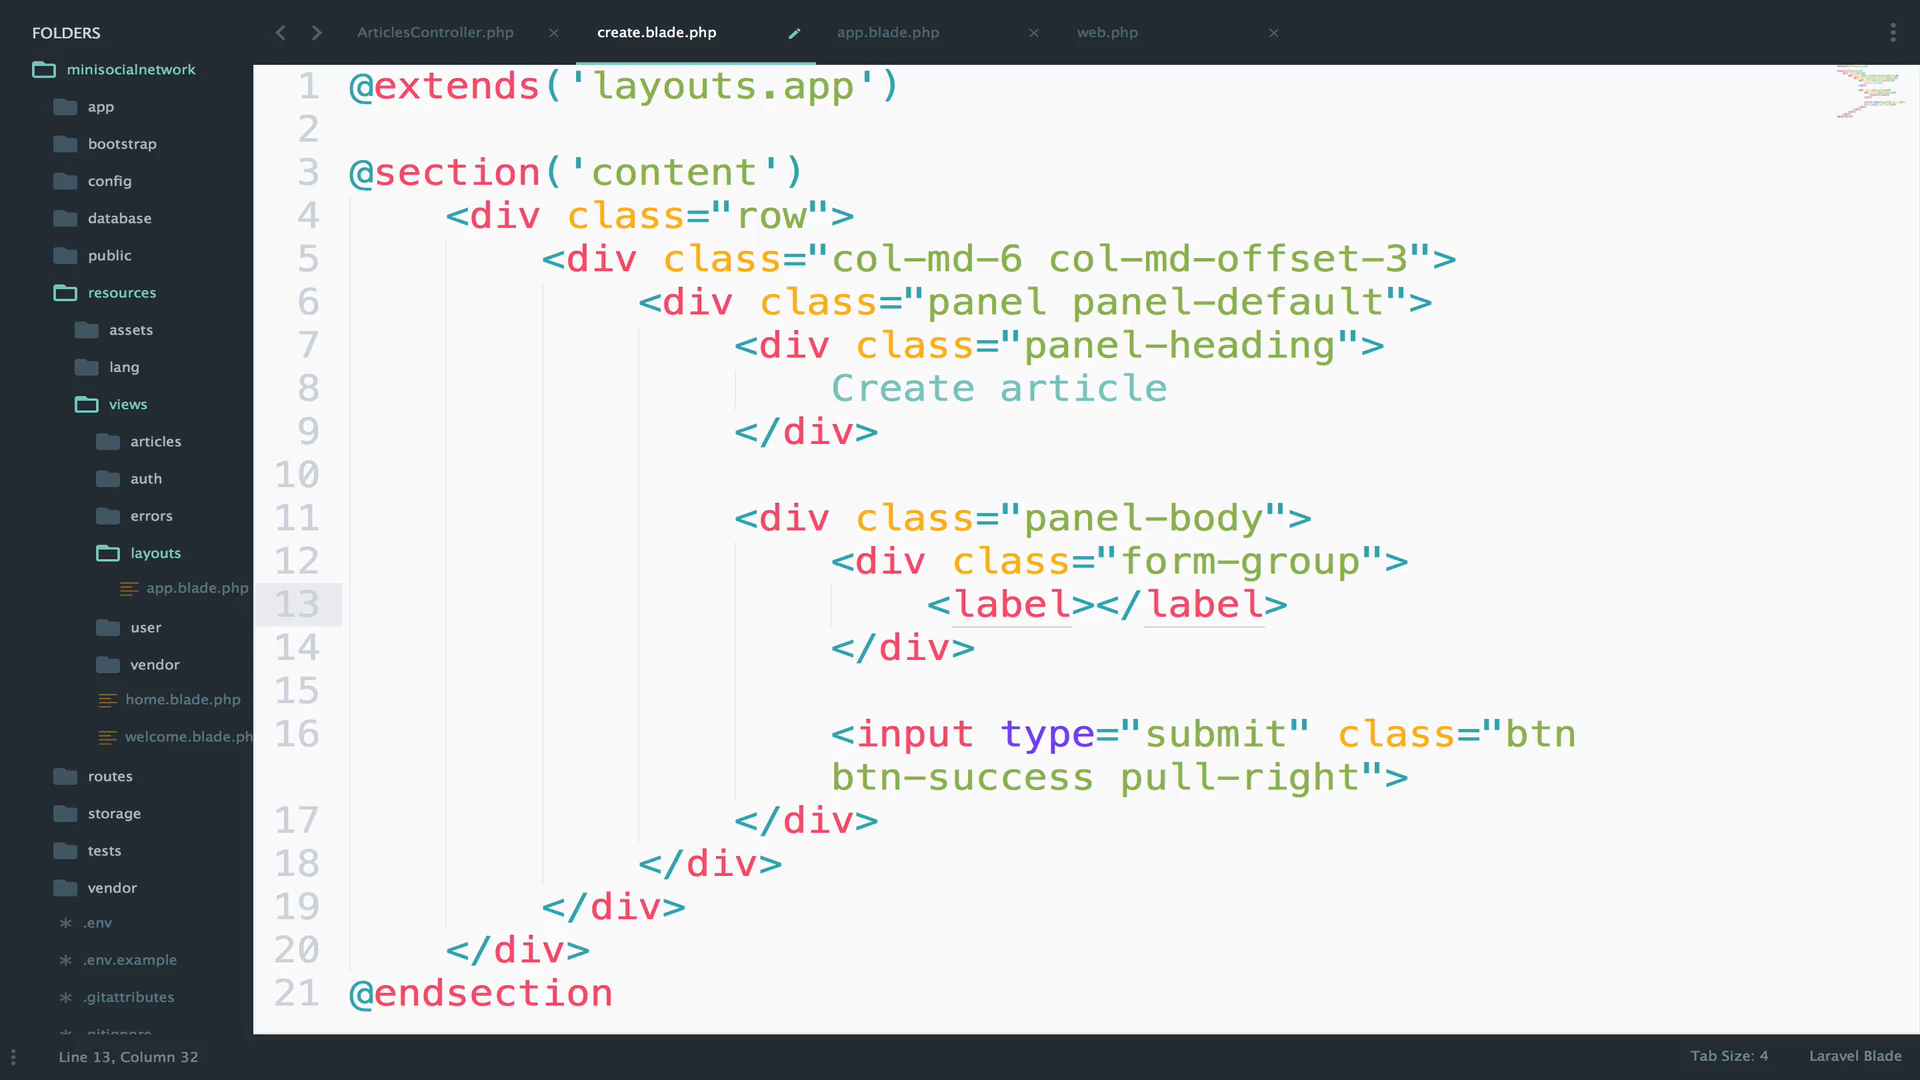 FOLDERS
minisocialnetwork
app
bootstrap
config
database
public
resources
assets
lang
views
articles
auth
errors
layouts
app.blade.php
user
vendor
home.blade.php
welcome.blade.ph
routes
storage
tests
vendor
.env
.env.example
.gitattributes
.gitignore
ArticlesController.php ×
create.blade.php
app.blade.php ×
web.php ×
1 @extends('layouts.app')
2
3 @section('content')
4 <div class="row">
5 <div class="col-md-6 col-md-offset-3">
6 <div class="panel panel-default">
7 <div class="panel-heading">
8 Create article
9 </div>
10
11 <div class="panel-body">
12 <div class="form-group">
13 <label></label>
14 </div>
15
16 <input type="submit" class="btn
btn-success pull-right">
17 </div>
18 </div>
19 </div>
20 </div>
21 @endsection
Line 13, Column 32
Tab Size: 4
Laravel Blade